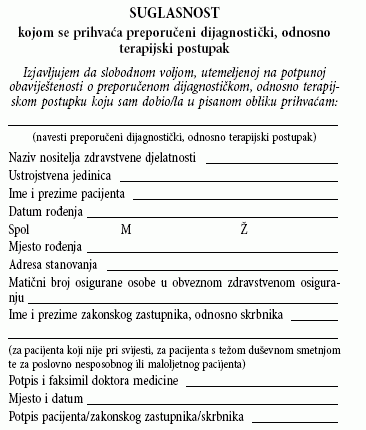 SUGLASNOST
kojom se prihvaća preporučeni dijagnostički, odnosno
terapijski postupak
Izjavljujem da slobodnom voljom, utemeljenoj na potpunoj
obaviještenosti o preporučenom dijagnostičkom, odnosno terapij-
skom postupku koju sam dobio/la u pisanom obliku prihvaćam:
(navesti preporučeni dijagnostički, odnosno terapijski postupak)
Naziv nositelja zdravstvene djelatnosti
Ustrojstvena jedinica
Ime i prezime pacijenta
Datum rođenja
Spol M Ž
Mjesto rođenja
Adresa stanovanja
Matični broj osigurane osobe u obveznom zdravstvenom osigura-
nju
Ime i prezime zakonskog zastupnika, odnosno skrbnika
(za pacijenta koji nije pri svijesti, za pacijenta s težom duševnom smetnjom
te za poslovno nesposobnog ili maloljetnog pacijenta)
Potpis i faksimil doktora medicine
Mjesto i datum
Potpis pacijenta/zakonskog zastupnika/skrbnika